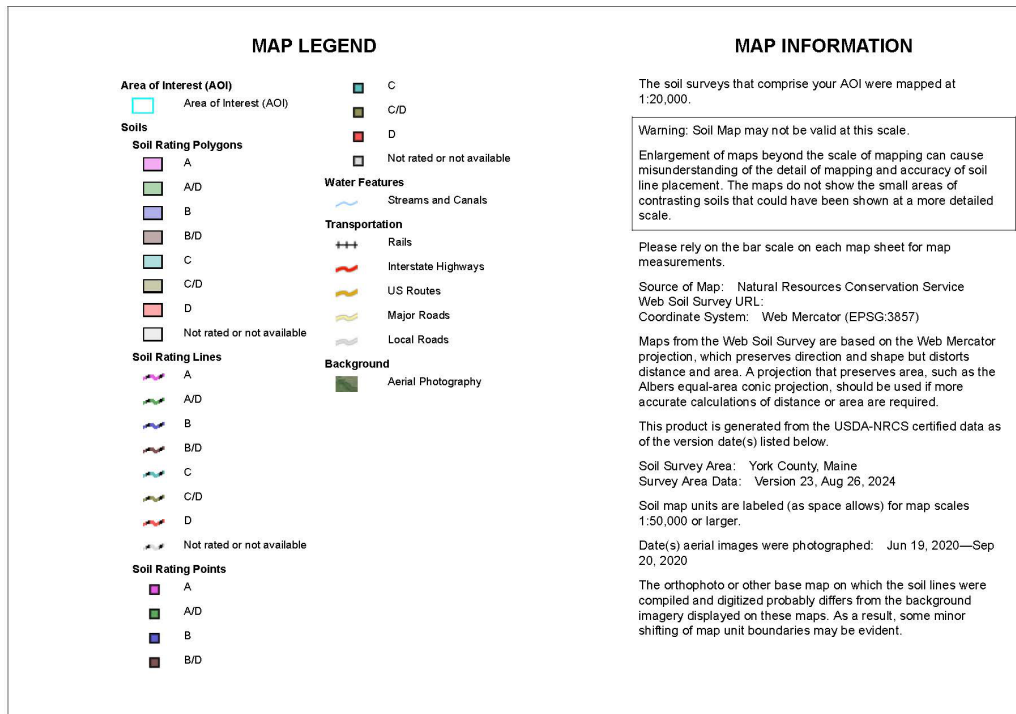 MAP LEGEND
Area of Interest (AOI)
Area of Interest (AOI)
Soils
Soil Rating Polygons
A
A/D
B
B/D
C
C/D
D
Not rated or not available
Soil Rating Lines
A
A/D
B
B/D
C
C/D
D
Not rated or not available
Soil Rating Points
A
A/D
B
B/D
C
C/D
D
Not rated or not available
Water Features
Streams and Canals
Transportation
Rails
Interstate Highways
US Routes
Major Roads
Local Roads
Background
Aerial Photography
MAP INFORMATION
The soil surveys that comprise your AOI were mapped at
1:20,000.
Warning: Soil Map may not be valid at this scale.
Enlargement of maps beyond the scale of mapping can cause
misunderstanding of the detail of mapping and accuracy of soil
line placement. The maps do not show the small areas of
contrasting soils that could have been shown at a more detailed
scale.
Please rely on the bar scale on each map sheet for map
measurements.
Source of Map: Natural Resources Conservation Service
Web Soil Survey URL:
Coordinate System: Web Mercator (EPSG:3857)
Maps from the Web Soil Survey are based on the Web Mercator
projection, which preserves direction and shape but distorts
distance and area. A projection that preserves area, such as the
Albers equal-area conic projection, should be used if more
accurate calculations of distance or area are required.
This product is generated from the USDA-NRCS certified data as
of the version date(s) listed below.
Soil Survey Area: York County, Maine
Survey Area Data: Version 23, Aug 26, 2024
Soil map units are labeled (as space allows) for map scales
1:50,000 or larger.
Date(s) aerial images were photographed: Jun 19, 2020—Sep
20, 2020
The orthophoto or other base map on which the soil lines were
compiled and digitized probably differs from the background
imagery displayed on these maps. As a result, some minor
shifting of map unit boundaries may be evident.